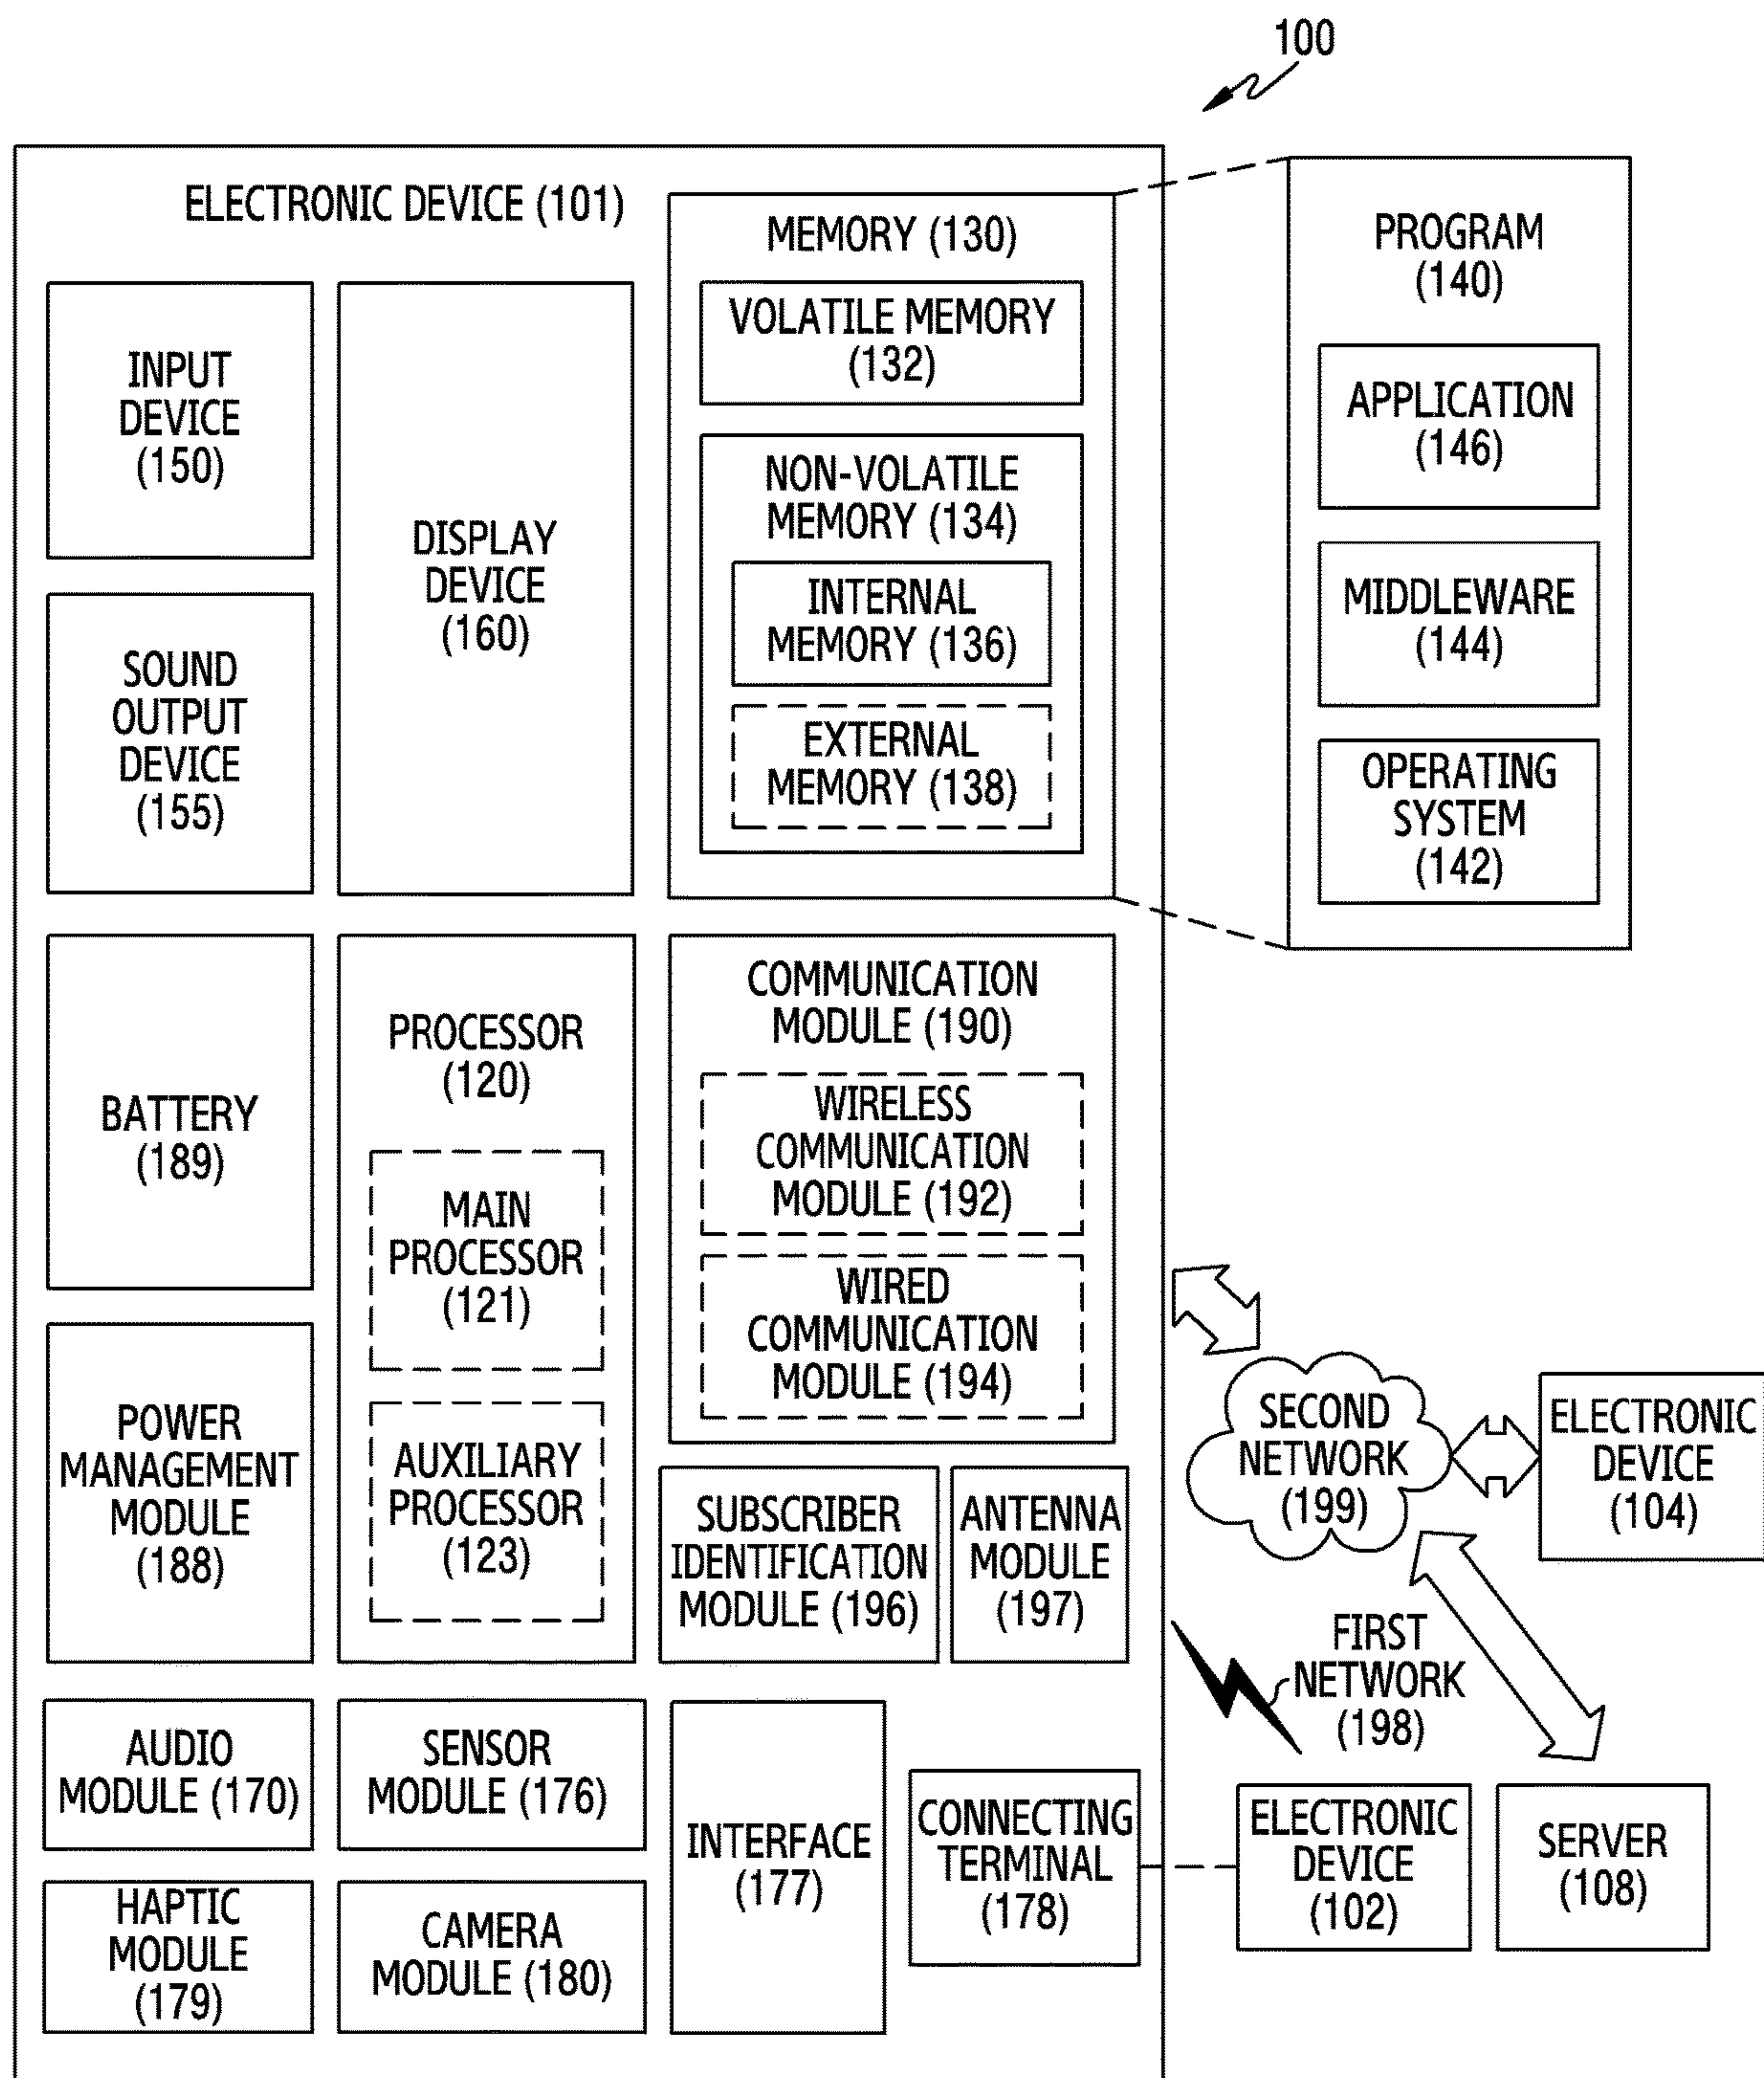 100
ELECTRONIC DEVICE (101)
INPUT
DEVICE
(150)
SOUND
OUTPUT
DEVICE
(155)
DISPLAY
DEVICE
(160)
MEMORY (130)
VOLATILE MEMORY
(132)
NON-VOLATILE
MEMORY (134)
INTERNAL
MEMORY (136)
EXTERNAL
MEMORY (138)
PROGRAM
(140)
APPLICATION
(146)
MIDDLEWARE
(144)
OPERATING
SYSTEM
(142)
BATTERY
(189)
POWER
MANAGEMENT
MODULE
(188)
PROCESSOR
(120)
MAIN
PROCESSOR
(121)
AUXILIARY
PROCESSOR
(123)
COMMUNICATION
MODULE (190)
WIRELESS
COMMUNICATION
MODULE (192)
WIRED
COMMUNICATION
MODULE (194)
SUBSCRIBER
IDENTIFICATION
MODULE (196)
ANTENNA
MODULE
(197)
SECOND
NETWORK
(199)
ELECTRONIC
DEVICE
(104)
FIRST
NETWORK
(198)
AUDIO
MODULE (170)
SENSOR
MODULE (176)
INTERFACE
(177)
CONNECTING
TERMINAL
(178)
ELECTRONIC
DEVICE
(102)
SERVER
(108)
HAPTIC
MODULE
(179)
CAMERA
MODULE (180)